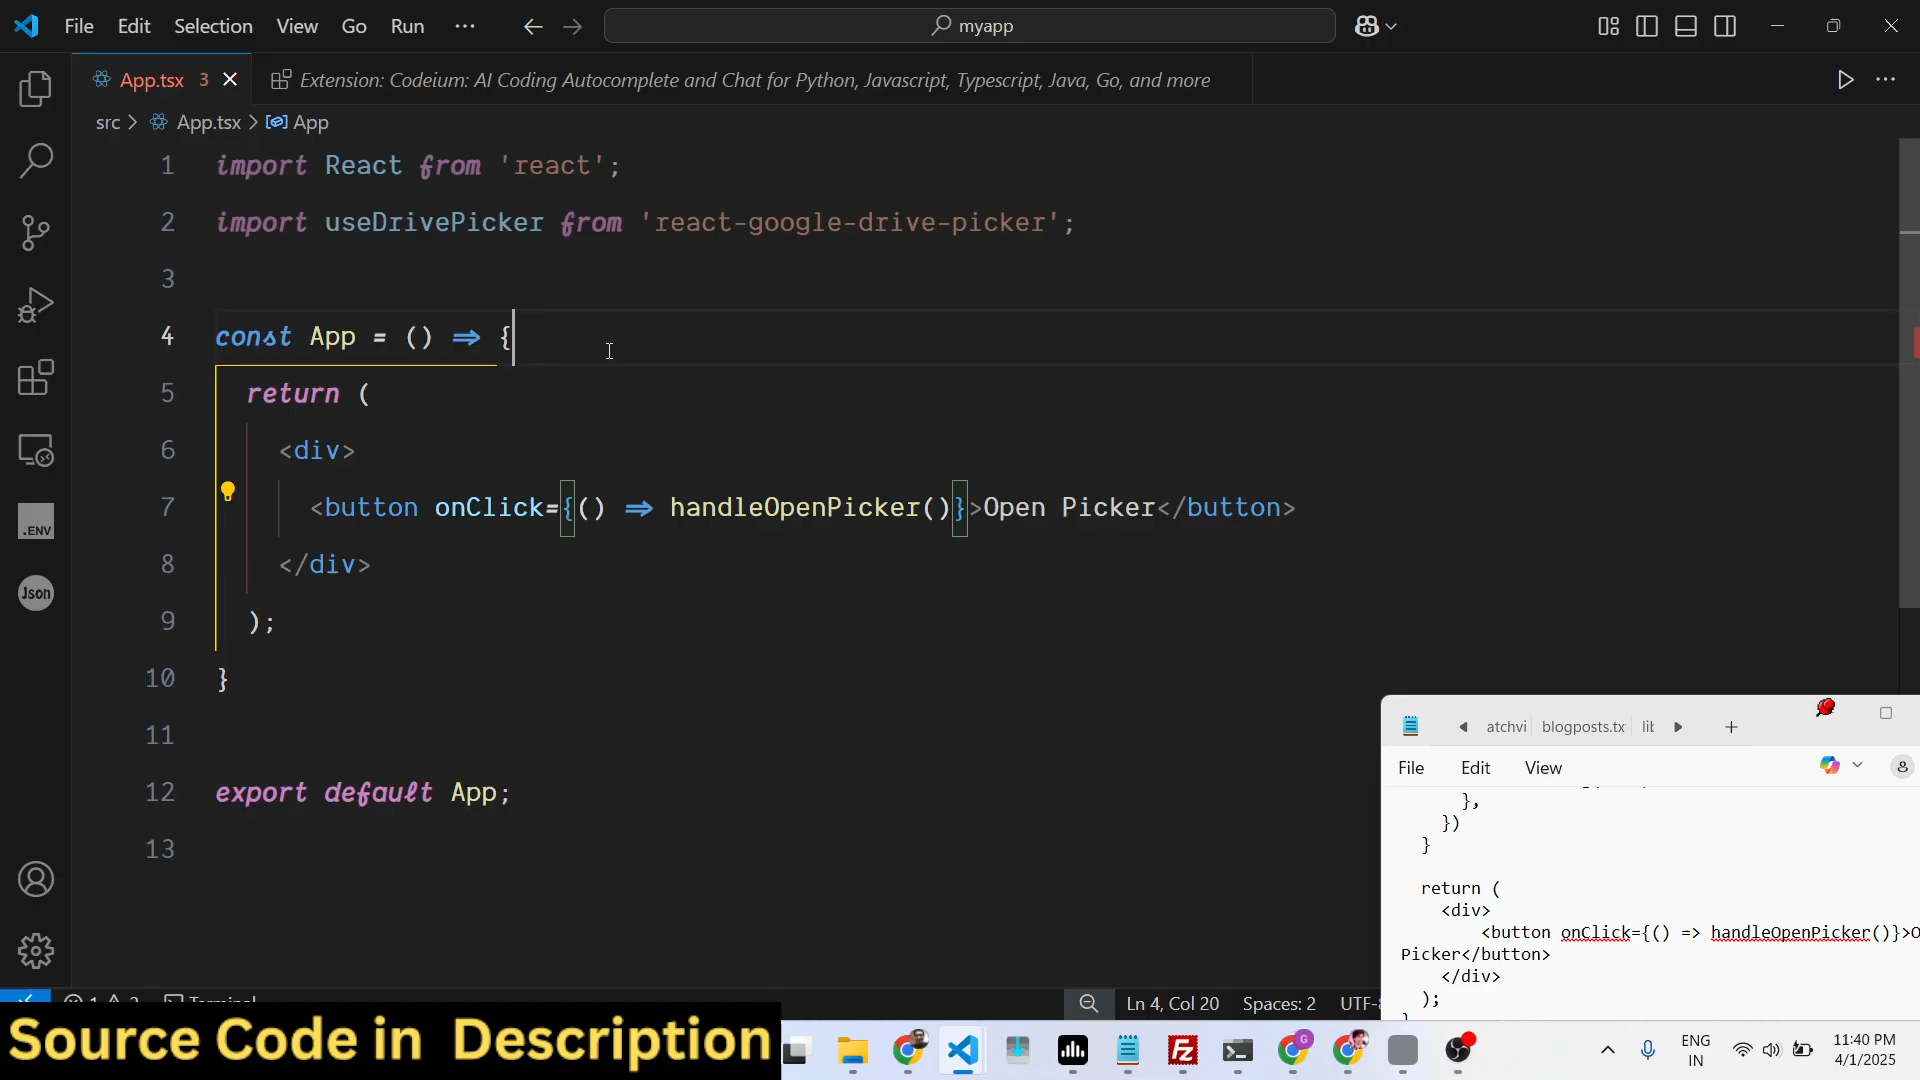 File Edit Selection View Go Run ··· myapp
App.tsx 3 Extension: Codeium: AI Coding Autocomplete and Chat for Python, Javascript, Typescript, Java, Go, and more
src > App.tsx > App
1 import React from 'react';
2 import useDrivePicker from 'react-google-drive-picker';
3
4 const App = () => {
5 return (
6 <div>
7 <button onClick={() => handleOpenPicker()}>Open Picker</button>
8 </div>
9 );
10 }
11
12 export default App;
13
.ENV
Json
atchvi blogposts.tx lit
File Edit View
},
})
}
return (
<div>
<button onClick={() => handleOpenPicker()}>O
Picker</button>
</div>
);
Ln 4, Col 20 Spaces: 2 UTF-8
Source Code in Description
ENG
IN
11:40 PM
4/1/2025